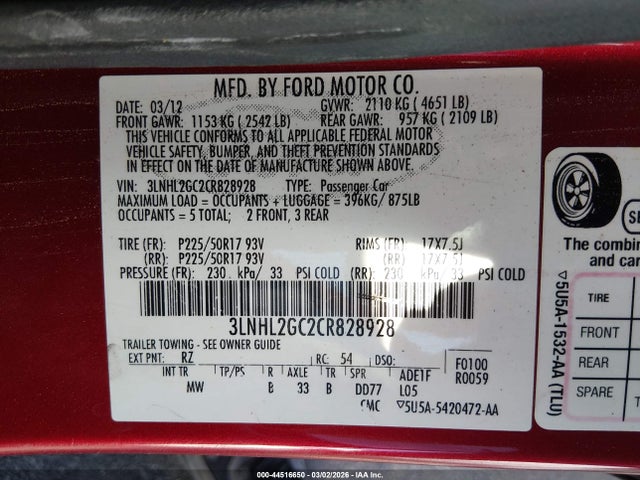 MFD. BY FORD MOTOR CO.
DATE: 03/12 GVWR: 2110 KG ( 4651 LB)
FRONT GAWR: 1153 KG ( 2542 LB) REAR GAWR: 957 KG ( 2109 LB)
THIS VEHICLE CONFORMS TO ALL APPLICABLE FEDERAL MOTOR
VEHICLE SAFETY, BUMPER, AND THEFT PREVENTION STANDARDS
IN EFFECT ON THE DATE OF MANUFACTURE SHOWN ABOVE.
VIN: 3LNHL2GC2CR828928 TYPE: Passenger Car
MAXIMUM LOAD = OCCUPANTS + LUGGAGE = 396KG/ 875LB
OCCUPANTS = 5 TOTAL; 2 FRONT, 3 REAR
TIRE (FR): P225/50R17 93V RIMS (FR) 17X7.5J
(RR): P225/50R17 93V (RR) 17X7.5J
PRESSURE (FR): 230 kPa/ 33 PSI COLD (RR): 230 kPa/ 33 PSI COLD
3LNHL2GC2CR828928
TRAILER TOWING - SEE OWNER GUIDE
EXT PNT: RZ RC: 54 DSO: F0100
INT TR TP/PS R AXLE TR SPR ADE1F R0059
MW B 33 B DD77 L05
CMC ▽5U5A-5420472-AA
The combin
and car
TIRE
FRONT
REAR
SPARE
▽5U5A-1532-AA (TLU)
000-44516650 - 03/02/2026 - IAA, Inc.